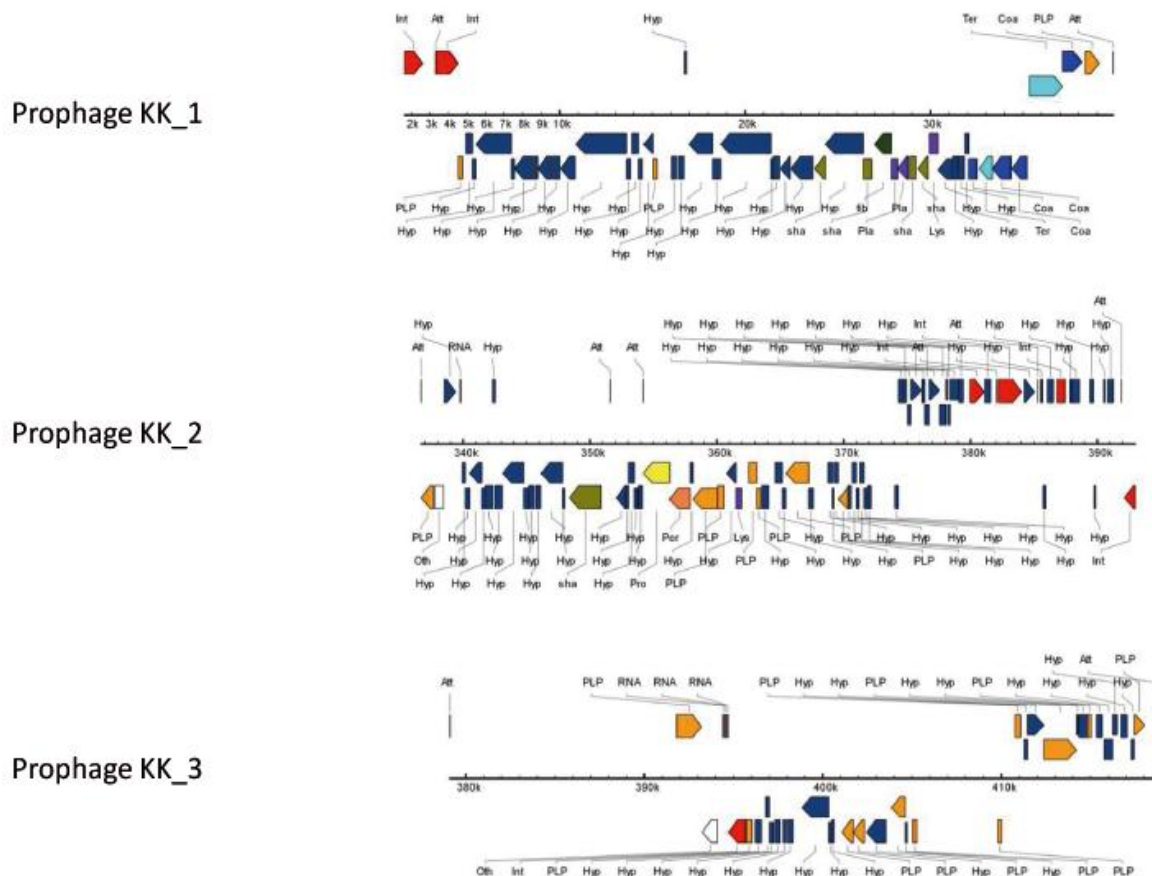 Int Att Int Hyp Ter Coa PLP Att
Prophage KK_1
2k 3k 4k 5k 6k 7k 8k 9k 10k 20k 30k
PLP Hyp Hyp Hyp Hyp Hyp Hyp PLP Hyp Hyp Hyp Hyp fib Pla sha Hyp Hyp Coa Coa
Hyp Hyp Hyp Hyp Hyp Hyp Hyp Hyp Hyp Hyp Hyp sha sha Pla sha Lys Hyp Hyp Ter Coa
Hyp Hyp
Att
Hyp Hyp Hyp Hyp Hyp Hyp Hyp Hyp Int Att Hyp Hyp Hyp Hyp
Att RNA Hyp Att Att Hyp Hyp Hyp Hyp Hyp Hyp Int Att Hyp Hyp Int Hyp Hyp
Prophage KK_2
340k 350k 360k 370k 380k 390k
PLP Hyp Hyp Hyp Hyp Hyp Hyp Por PLP Lys PLP Hyp PLP Hyp Hyp Hyp Hyp Hyp Hyp Hyp
Oth Hyp Hyp Hyp Hyp Hyp Hyp Hyp Hyp PLP Hyp Hyp Hyp PLP Hyp Hyp Hyp Hyp Int
Hyp Hyp Hyp Hyp sha Hyp Pro PLP
Hyp Att PLP
Att PLP RNA RNA RNA PLP Hyp Hyp PLP Hyp Hyp PLP Hyp Hyp Hyp Hyp
Prophage KK_3
380k 390k 400k 410k
Oth Int PLP Hyp Hyp Hyp Hyp Hyp Hyp Hyp Hyp PLP PLP Hyp PLP Hyp PLP PLP